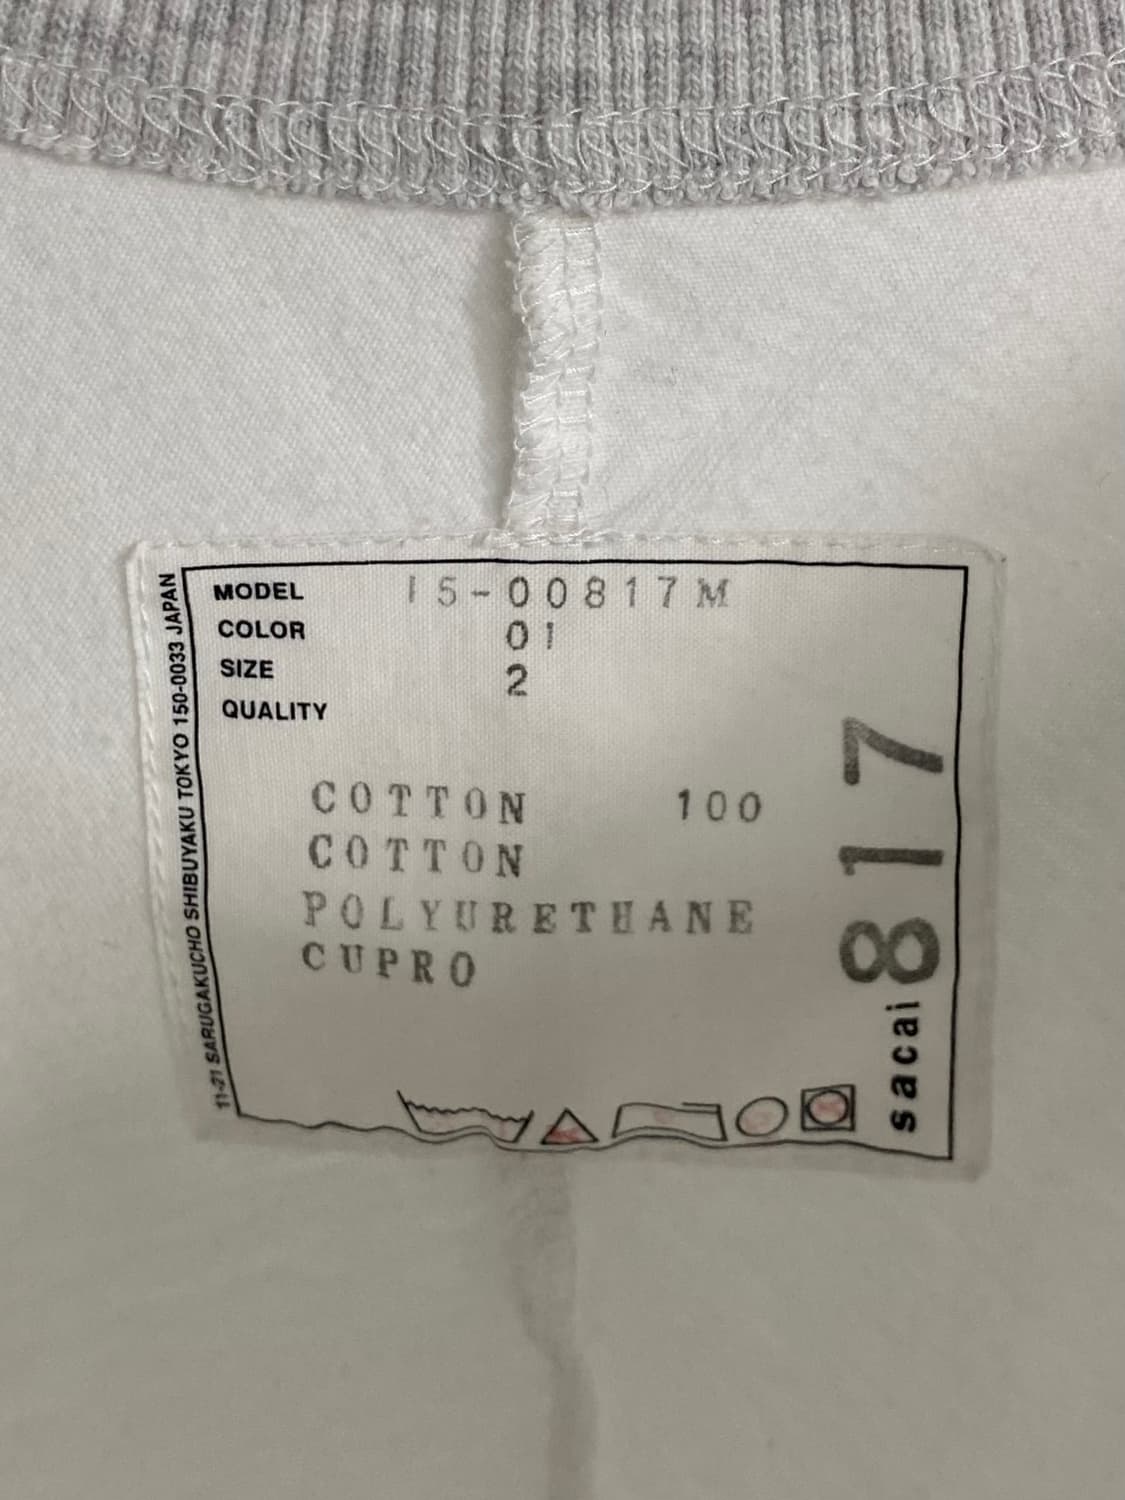 MODEL 15-00817M
COLOR 01
SIZE 2
QUALITY
COTTON 100
COTTON
POLYURETHANE
CUPRO
sacai 817
11-21 SARUGAKUCHO SHIBUYAKU TOKYO 150-0033 JAPAN